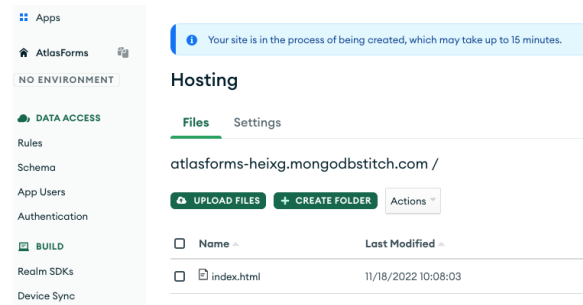 Apps
AtlasForms
NO ENVIRONMENT
DATA ACCESS
Rules
Schema
App Users
Authentication
BUILD
Realm SDKs
Device Sync
Your site is in the process of being created, which may take up to 15 minutes.
Hosting
Files Settings
atlasforms-heixg.mongodbstitch.com /
UPLOAD FILES + CREATE FOLDER Actions
Name Last Modified
index.html 11/18/2022 10:08:03